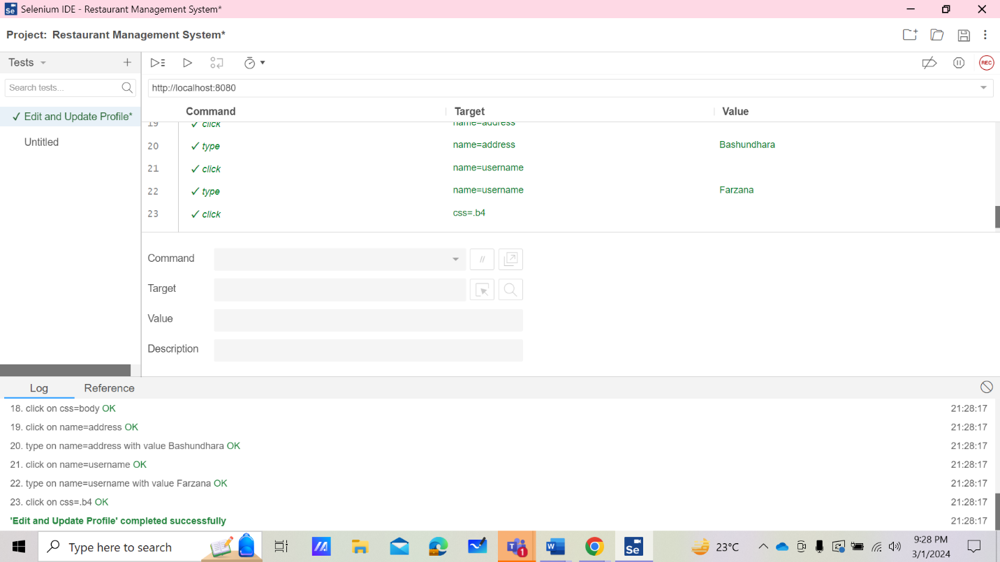 Se Selenium IDE - Restaurant Management System*
Project: Restaurant Management System*
Tests
Search tests...
✓ Edit and Update Profile*
Untitled
REC
http://localhost:8080
Command Target Value
19 ✓ click name=address
20 ✓ type name=address Bashundhara
21 ✓ click name=username
22 ✓ type name=username Farzana
23 ✓ click css=.b4
Command //
Target
Value
Description
Log Reference
18. click on css=body OK 21:28:17
19. click on name=address OK 21:28:17
20. type on name=address with value Bashundhara OK 21:28:17
21. click on name=username OK 21:28:17
22. type on name=username with value Farzana OK 21:28:17
23. click on css=.b4 OK 21:28:17
'Edit and Update Profile' completed successfully 21:28:17
Type here to search
1
W
Se
23°C
9:28 PM
3/1/2024